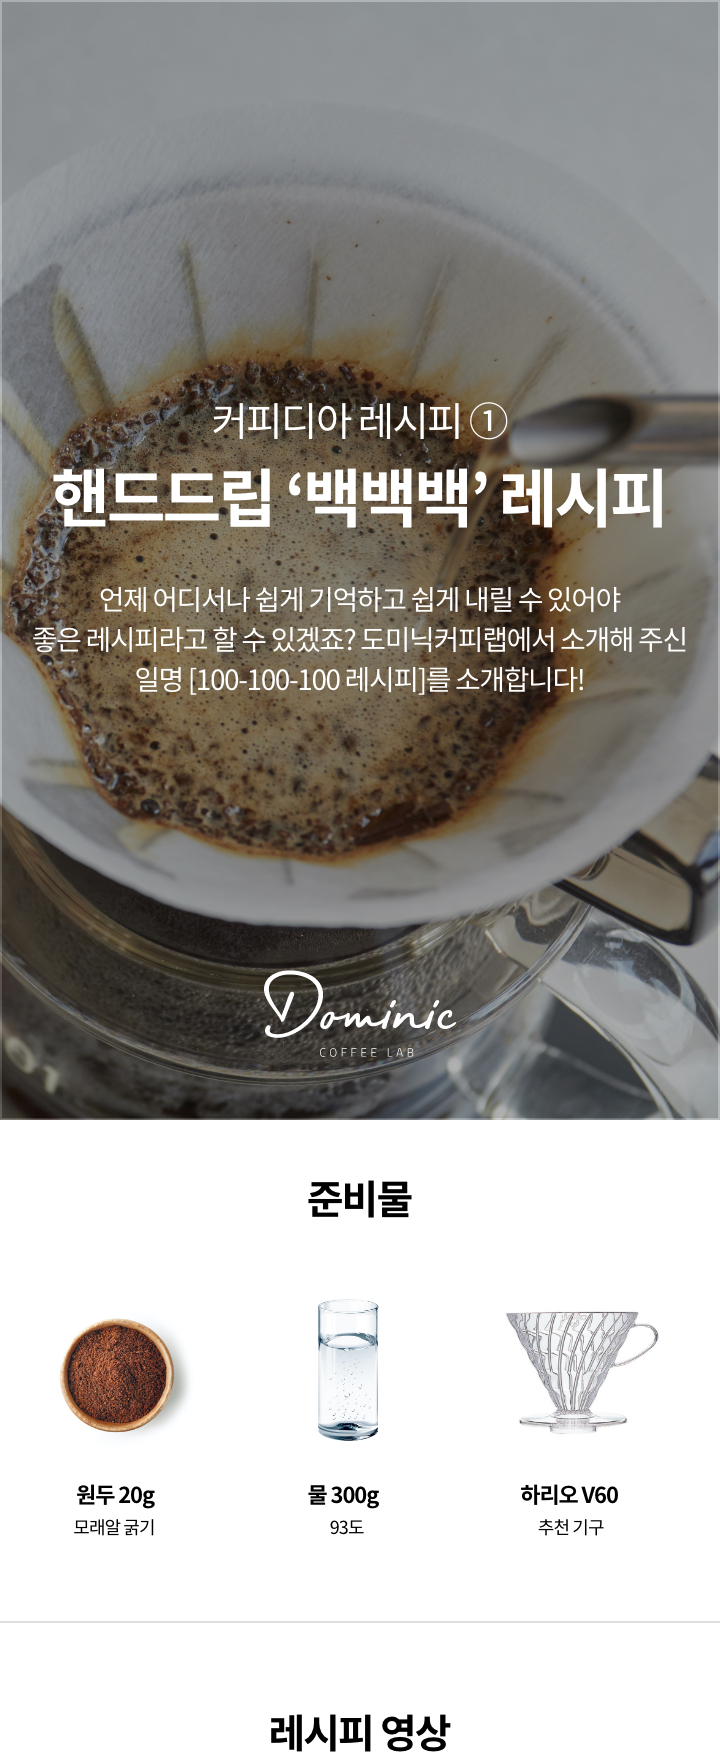 커피디아 레시피 ①
핸드드립 ‘백백백’ 레시피
언제 어디서나 쉽게 기억하고 쉽게 내릴 수 있어야
좋은 레시피라고 할 수 있겠죠? 도미닉커피랩에서 소개해 주신
일명 [100-100-100 레시피]를 소개합니다!
Dominic
COFFEE LAB
01
준비물
원두 20g
모래알 굵기
물 300g
93도
하리오 V60
추천 기구
레시피 영상